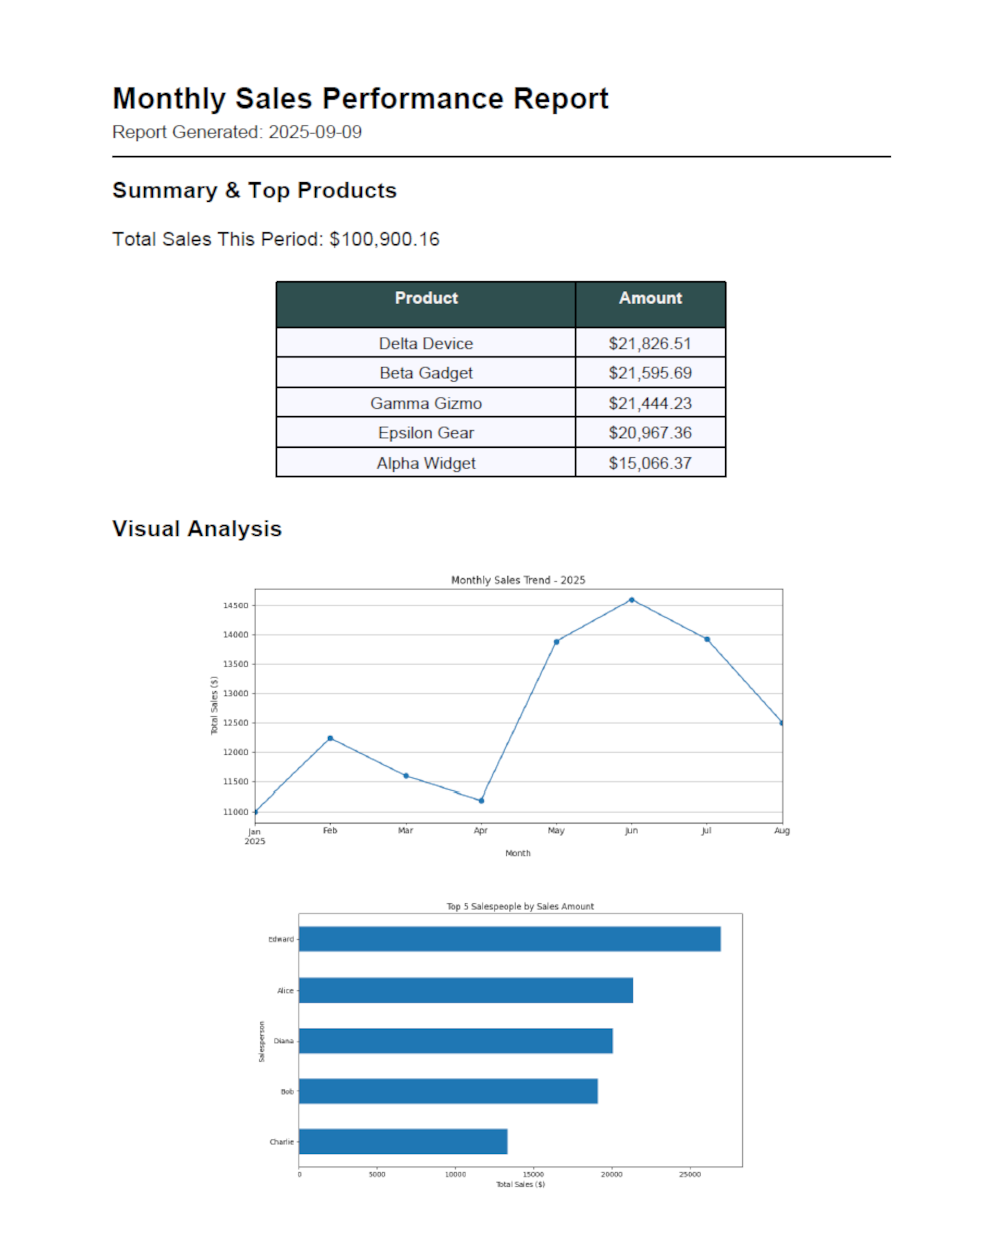 Monthly Sales Performance Report
Report Generated: 2025-09-09
Summary & Top Products
Total Sales This Period: $100,900.16
Product Amount
Delta Device $21,826.51
Beta Gadget $21,595.69
Gamma Gizmo $21,444.23
Epsilon Gear $20,967.36
Alpha Widget $15,066.37
Visual Analysis
Monthly Sales Trend - 2025
Total Sales ($)
14500
14000
13500
13000
12500
12000
11500
11000
Jan Feb Mar Apr May Jun Jul Aug
2025
Month
Top 5 Salespeople by Sales Amount
Salesperson
Edward
Alice
Diana
Bob
Charlie
0 5000 10000 15000 20000 25000
Total Sales ($)